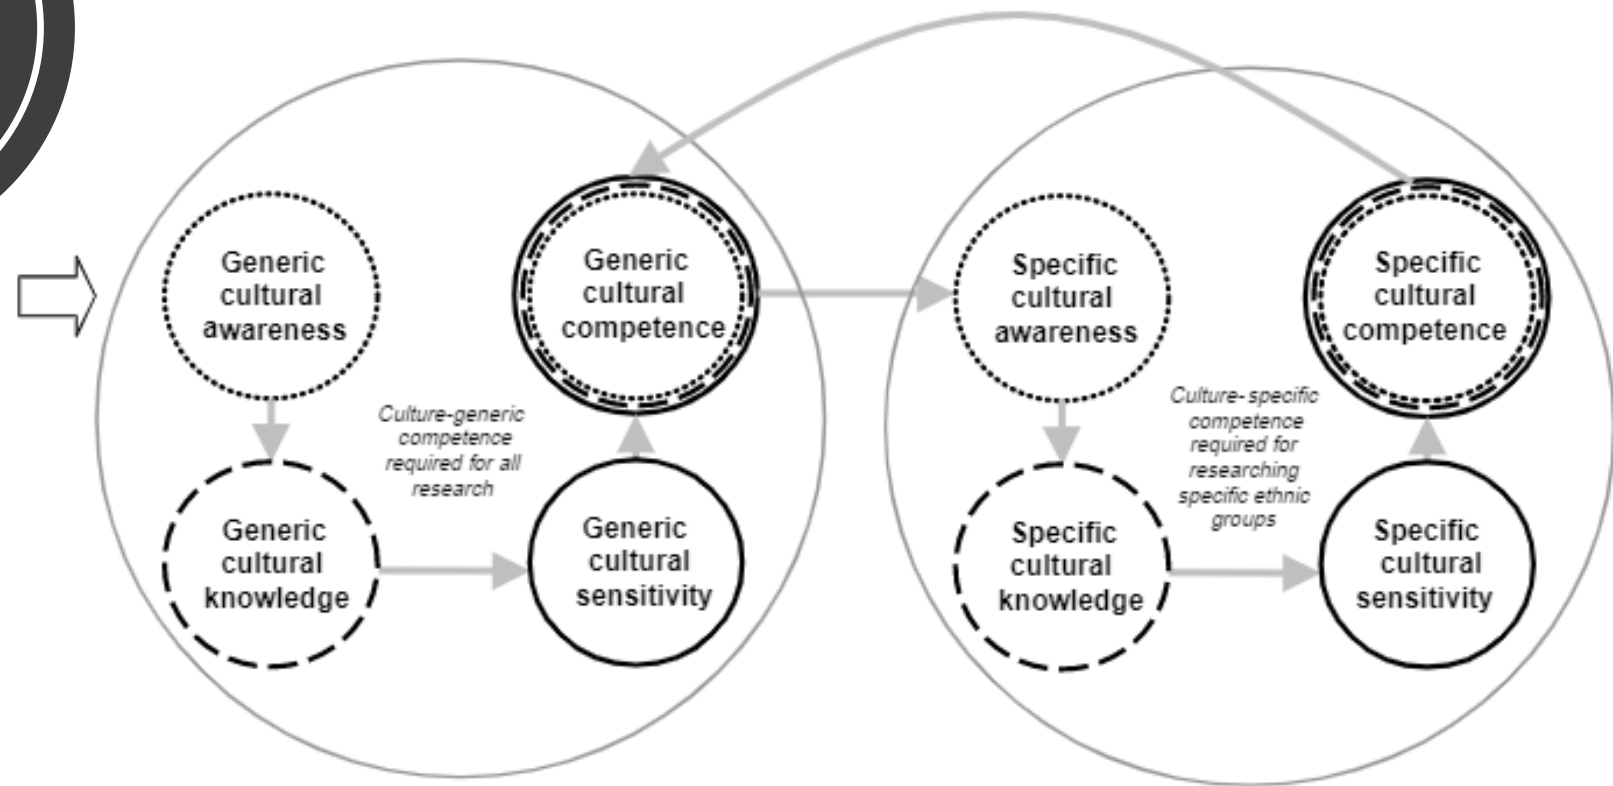 Generic
cultural
awareness
Generic
cultural
competence
Culture-generic
competence
required for all
research
Generic
cultural
knowledge
Generic
cultural
sensitivity
Specific
cultural
awareness
Specific
cultural
competence
Culture-specific
competence
required for
researching
specific ethnic
groups
Specific
cultural
knowledge
Specific
cultural
sensitivity